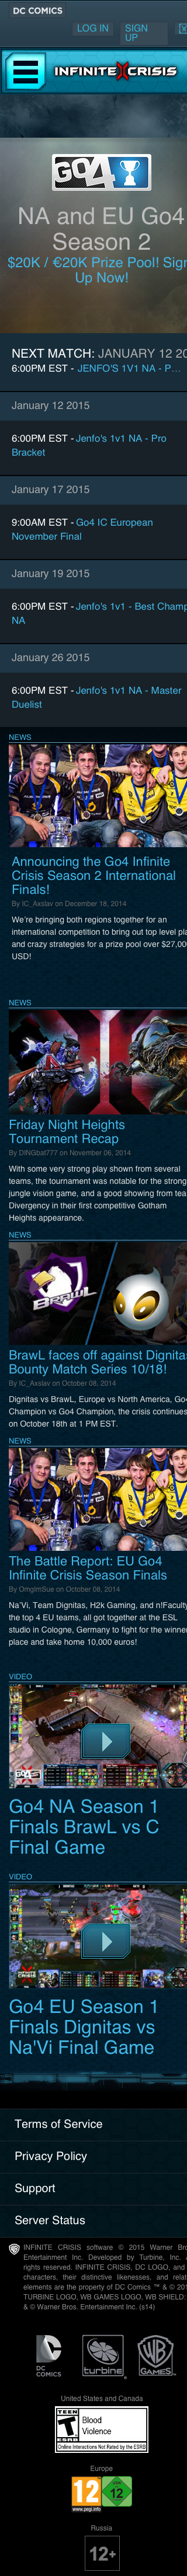 DC COMICS
LOG IN
SIGN UP
INFINITE CRISIS
GO4
NA and EU Go4
Season 2
$20K / €20K Prize Pool! Sign
Up Now!
NEXT MATCH: JANUARY 12 20
6:00PM EST - JENFO'S 1V1 NA - P...
January 12 2015
6:00PM EST - Jenfo's 1v1 NA - Pro
Bracket
January 17 2015
9:00AM EST - Go4 IC European
November Final
January 19 2015
6:00PM EST - Jenfo's 1v1 - Best Champ
NA
January 26 2015
6:00PM EST - Jenfo's 1v1 NA - Master
Duelist
NEWS
Announcing the Go4 Infinite
Crisis Season 2 International
Finals!
By IC_Axslav on December 18, 2014
We're bringing both regions together for an
international competition to bring out top level pla
and crazy strategies for a prize pool over $27,00
USD!
NEWS
Friday Night Heights
Tournament Recap
By DINGbat777 on November 06, 2014
With some very strong play shown from several
teams, the tournament was notable for the strong
jungle vision game, and a good showing from tea
Divergency in their first competitive Gotham
Heights appearance.
NEWS
BRAWL
BrawL faces off against Dignitas
Bounty Match Series 10/18!
By IC_Axslav on October 08, 2014
Dignitas vs BrawL, Europe vs North America, Go4
Champion vs Go4 Champion, the crisis continues
on October 18th at 1 PM EST.
NEWS
The Battle Report: EU Go4
Infinite Crisis Season Finals
By OmgImSue on October 08, 2014
Na'Vi, Team Dignitas, H2k Gaming, and n!Faculty
the top 4 EU teams, all got together at the ESL
studio in Cologne, Germany to fight for the winner
place and take home 10,000 euros!
VIDEO
Go4 NA Season 1
Finals BrawL vs C
Final Game
VIDEO
Go4 EU Season 1
Finals Dignitas vs
Na'Vi Final Game
Terms of Service
Privacy Policy
Support
Server Status
INFINITE CRISIS software © 2015 Warner Bro
Entertainment Inc. Developed by Turbine, Inc.
rights reserved. INFINITE CRISIS, DC LOGO, and
characters, their distinctive likenesses, and relat
elements are the property of DC Comics ™ & © 201
TURBINE LOGO, WB GAMES LOGO, WB SHIELD:
& © Warner Bros. Entertainment Inc. (s14)
DC COMICS
turbine
WB GAMES
United States and Canada
TEEN
T
ESRB
Blood
Violence
Online Interactions Not Rated by the ESRB
Europe
12
www.pegi.info
12
Russia
12+